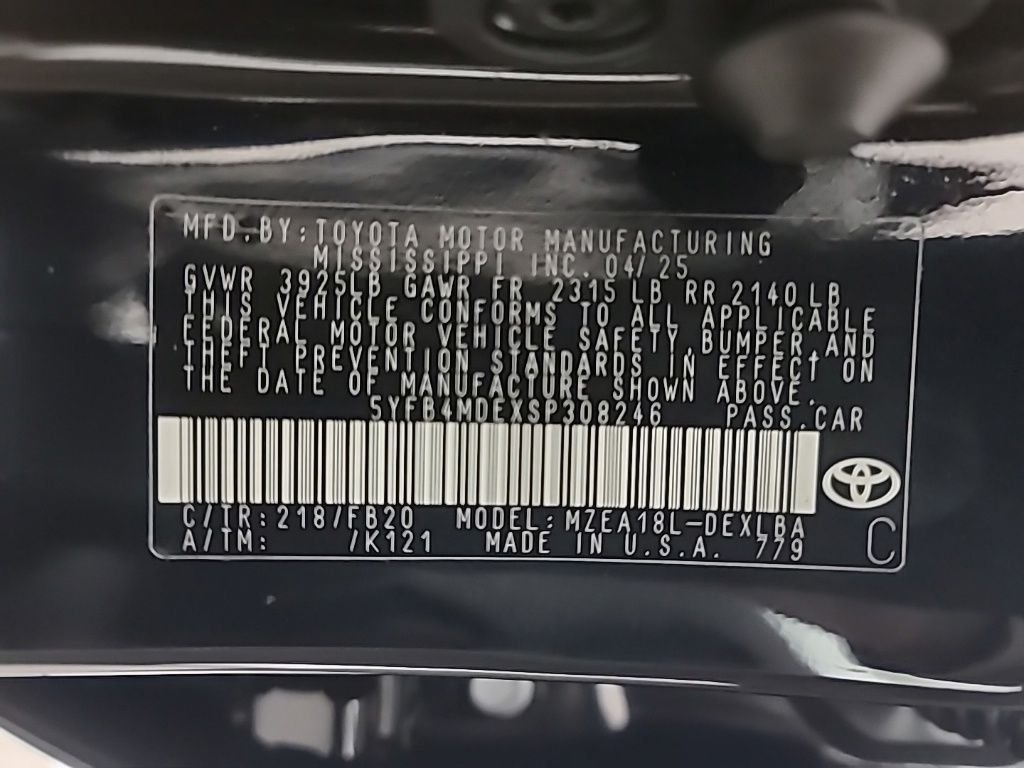 MFD.BY:TOYOTA MOTOR MANUFACTURING
MISSISSIPPI INC. 04/25
GVWR 3925LB GAWR FR 2315 LB RR 2140 LB
THIS VEHICLE CONFORMS TO ALL APPLICABLE
FEDERAL MOTOR VEHICLE SAFETY, BUMPER, AND
THEFT PREVENTION STANDARDS IN EFFECT ON
THE DATE OF MANUFACTURE SHOWN ABOVE.
5YFB4MDEXSP308246 PASS.CAR
C/TR:218/FB20 MODEL:MZEA18L-DEXLBA
A/TM: /K121 MADE IN U.S.A. 779
C